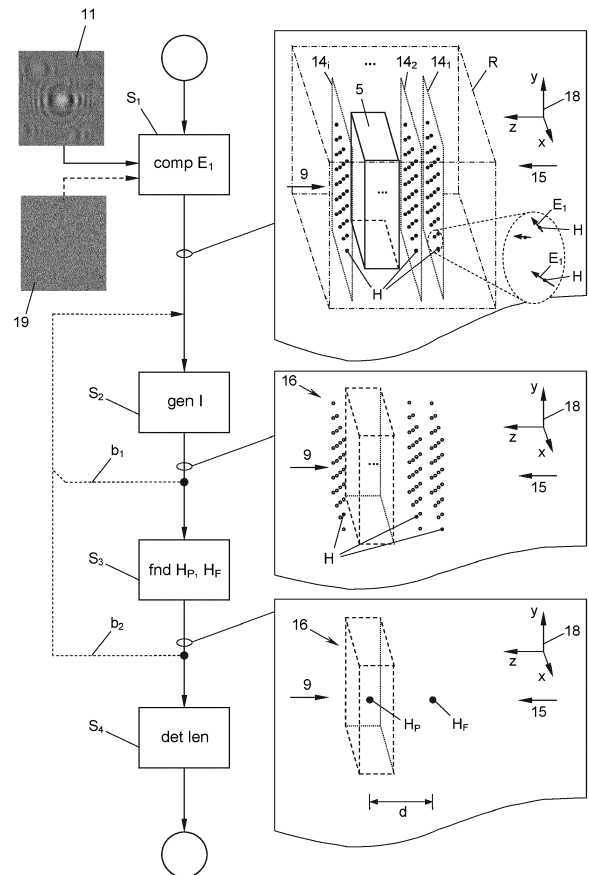 11
S1
comp E1
19
14i
...
142
141
R
5
y
18
z
x
9
...
15
E1
H
E1
H
H
S2
gen I
b1
16
y
18
z
x
9
...
15
H
S3
fnd HP, HF
b2
16
y
18
z
x
9
15
HP
HF
S4
det len
d